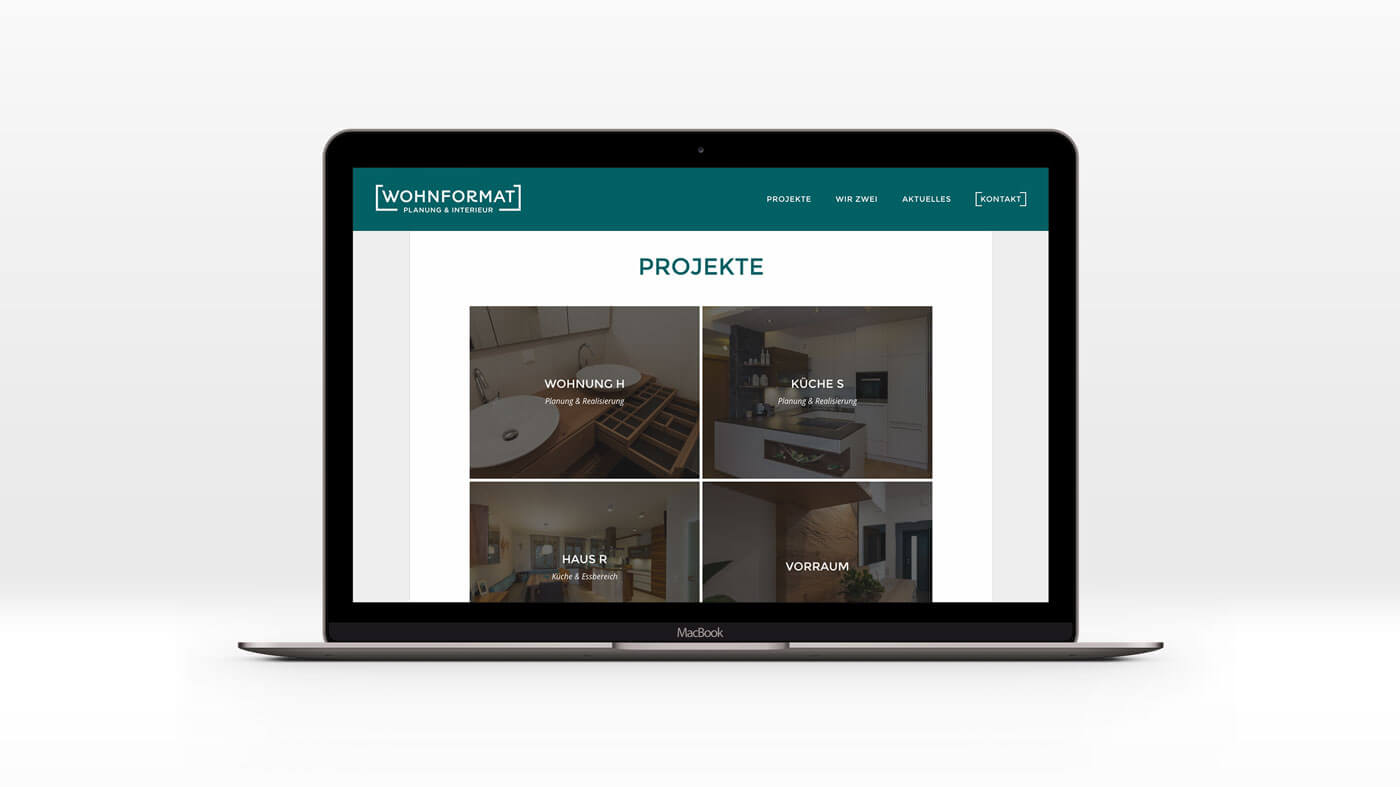 WOHNFORMAT
PLANUNG & INTERIEUR
PROJEKTE
WIR ZWEI
AKTUELLES
KONTAKT
PROJEKTE
WOHNUNG H
Planung & Realisierung
KÜCHE S
Planung & Realisierung
HAUS R
Küche & Essbereich
VORRAUM
MacBook